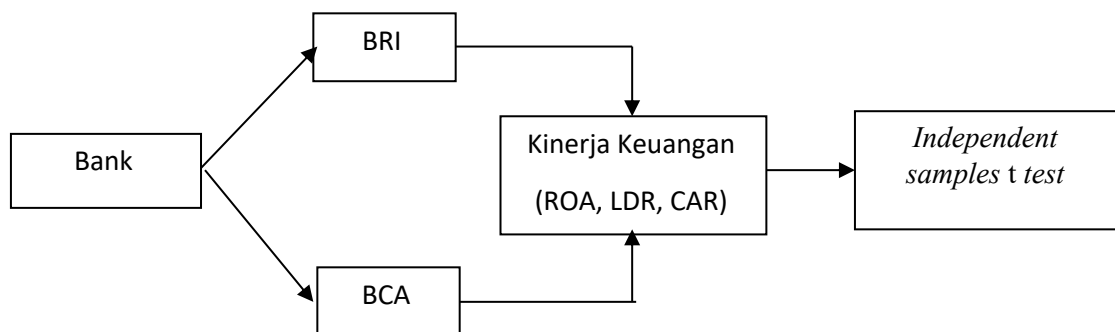 BRI
Bank
Kinerja Keuangan
(ROA, LDR, CAR)
Independent
samples t test
BCA